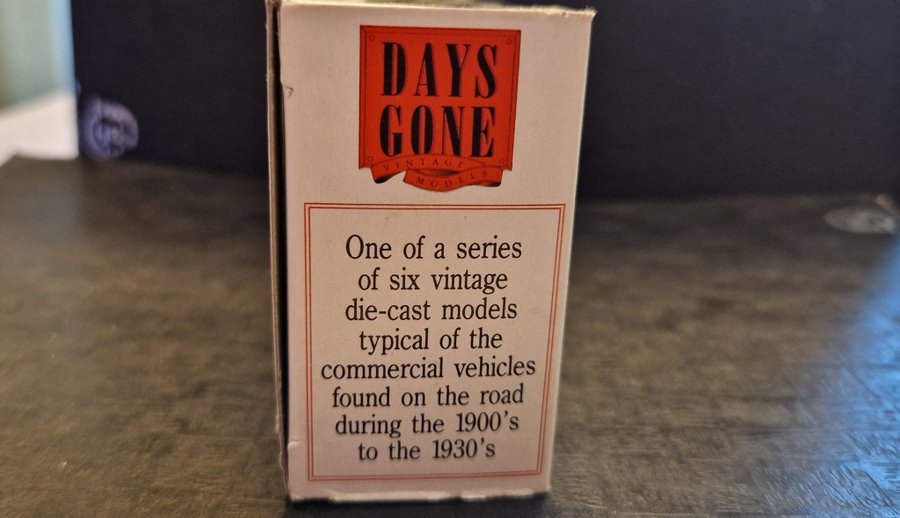 DAYS
GONE
VINTAGE
MODELS
One of a series
of six vintage
die-cast models
typical of the
commercial vehicles
found on the road
during the 1900's
to the 1930's